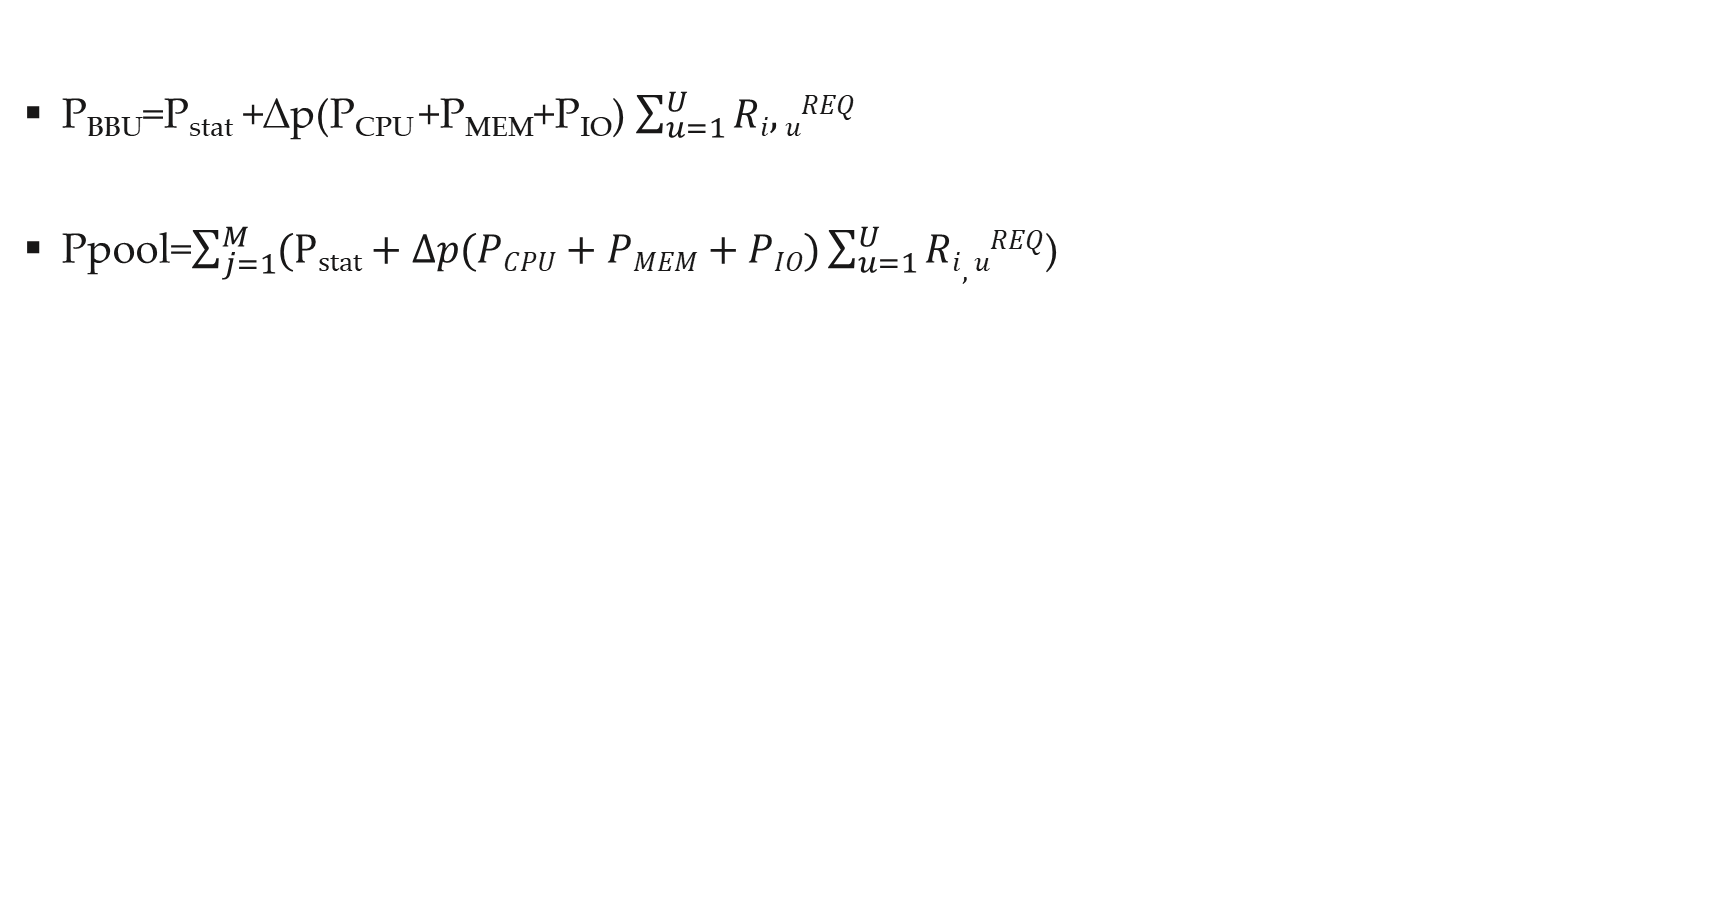 ▪ P_BBU=P_stat +Δp(P_CPU+P_MEM+P_IO) ∑_{u=1}^{U} R_{i, u}^{REQ}
▪ Ppool=∑_{j=1}^{M}(P_stat + Δp(P_CPU + P_MEM + P_IO) ∑_{u=1}^{U} R_{i, u}^{REQ})